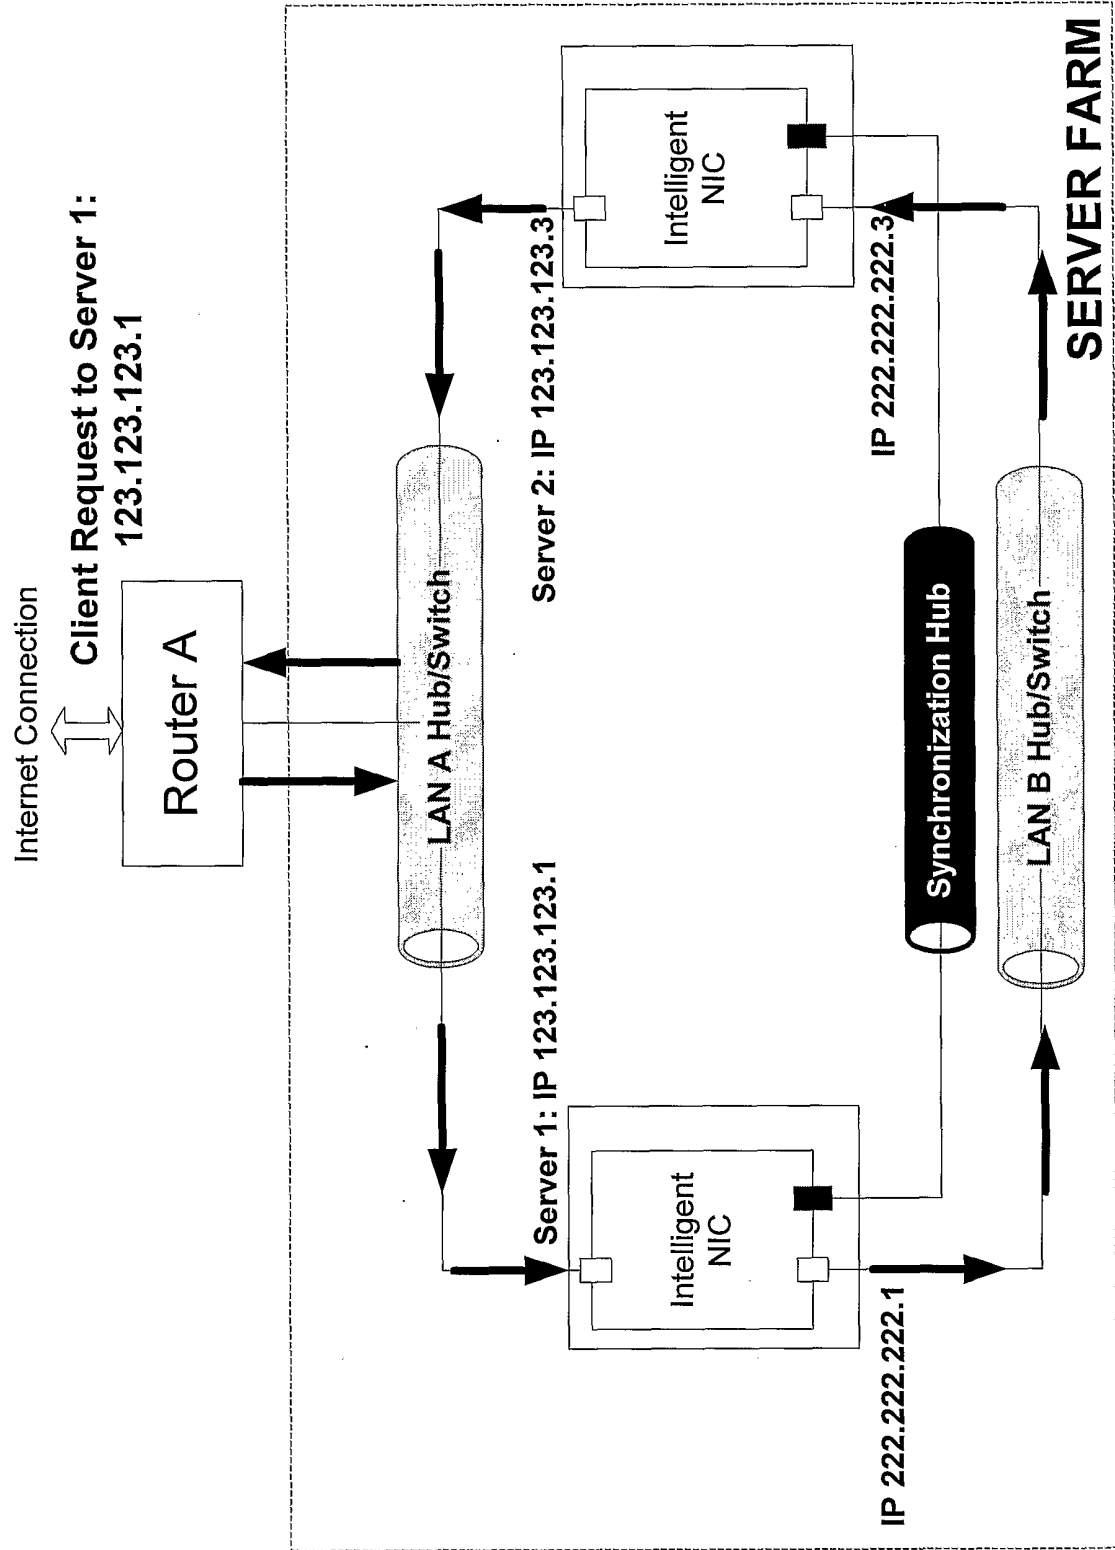 Internet Connection
Client Request to Server 1:
123.123.123.1
Router A
LAN A Hub/Switch
Server 1: IP 123.123.123.1
Server 2: IP 123.123.123.3
Intelligent
NIC
Intelligent
NIC
IP 222.222.222.1
IP 222.222.222.3
Synchronization Hub
LAN B Hub/Switch
SERVER FARM